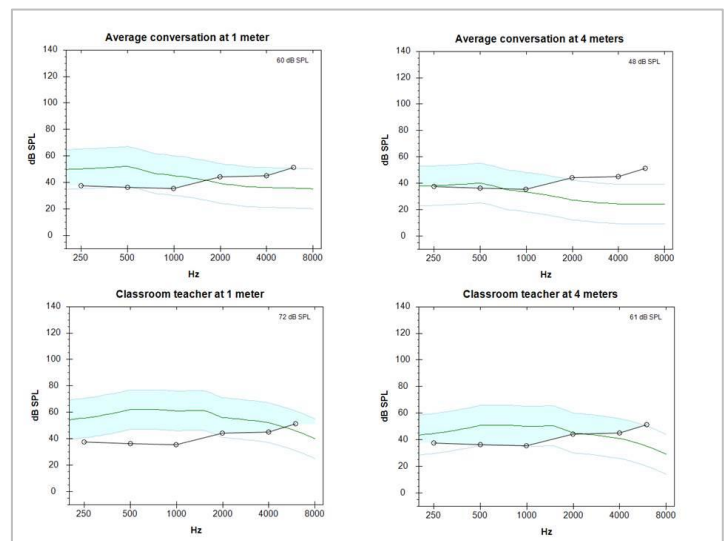 Average conversation at 1 meter
60 dB SPL
dB SPL
140
120
100
80
60
40
20
0
250 500 1000 2000 4000 8000
Hz
Average conversation at 4 meters
48 dB SPL
dB SPL
140
120
100
80
60
40
20
0
250 500 1000 2000 4000 8000
Hz
Classroom teacher at 1 meter
72 dB SPL
dB SPL
140
120
100
80
60
40
20
0
250 500 1000 2000 4000 8000
Hz
Classroom teacher at 4 meters
61 dB SPL
dB SPL
140
120
100
80
60
40
20
0
250 500 1000 2000 4000 8000
Hz